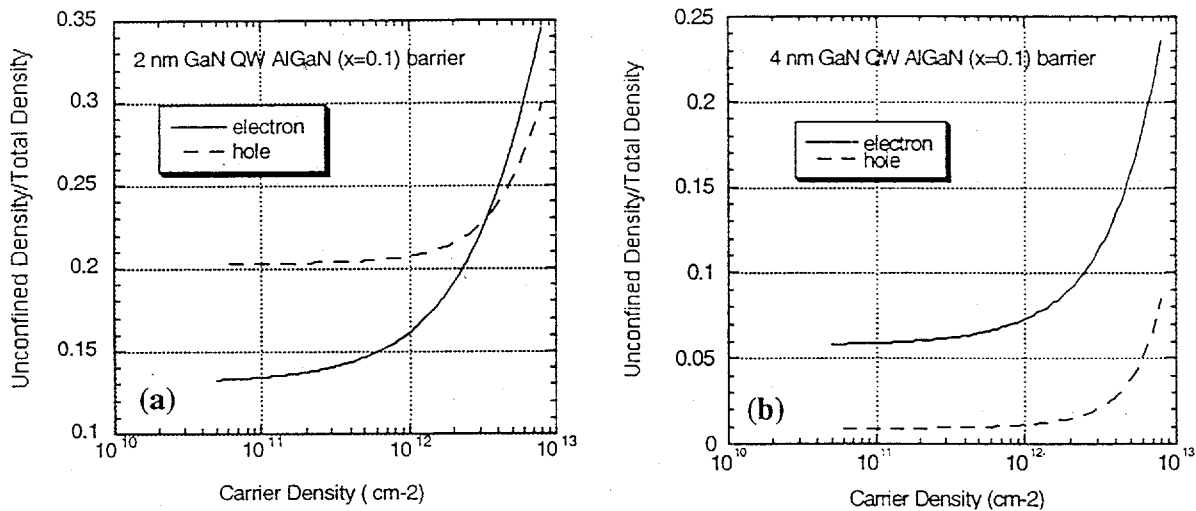 0.35
0.3
0.25
0.2
0.15
0.1
Unconfined Density/Total Density
2 nm GaN QW AlGaN (x=0.1) barrier
electron
hole
(a)
10^10
10^11
10^12
10^13
Carrier Density ( cm-2)
0.25
0.2
0.15
0.1
0.05
0
Unconfined Density/Total Density
4 nm GaN QW AlGaN (x=0.1) barrier
electron
hole
(b)
10^10
10^11
10^12
10^13
Carrier Density (cm-2)